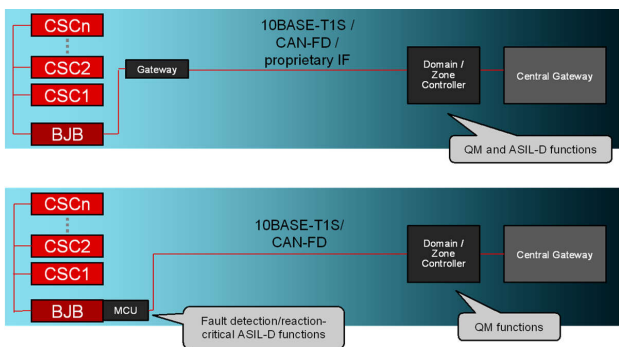 CSCn
CSC2
CSC1
BJB
Gateway
10BASE-T1S /
CAN-FD /
proprietary IF
Domain /
Zone
Controller
Central Gateway
QM and ASIL-D functions
CSCn
CSC2
CSC1
BJB
MCU
10BASE-T1S/
CAN-FD
Domain /
Zone
Controller
Central Gateway
Fault detection/reaction-
critical ASIL-D functions
QM functions